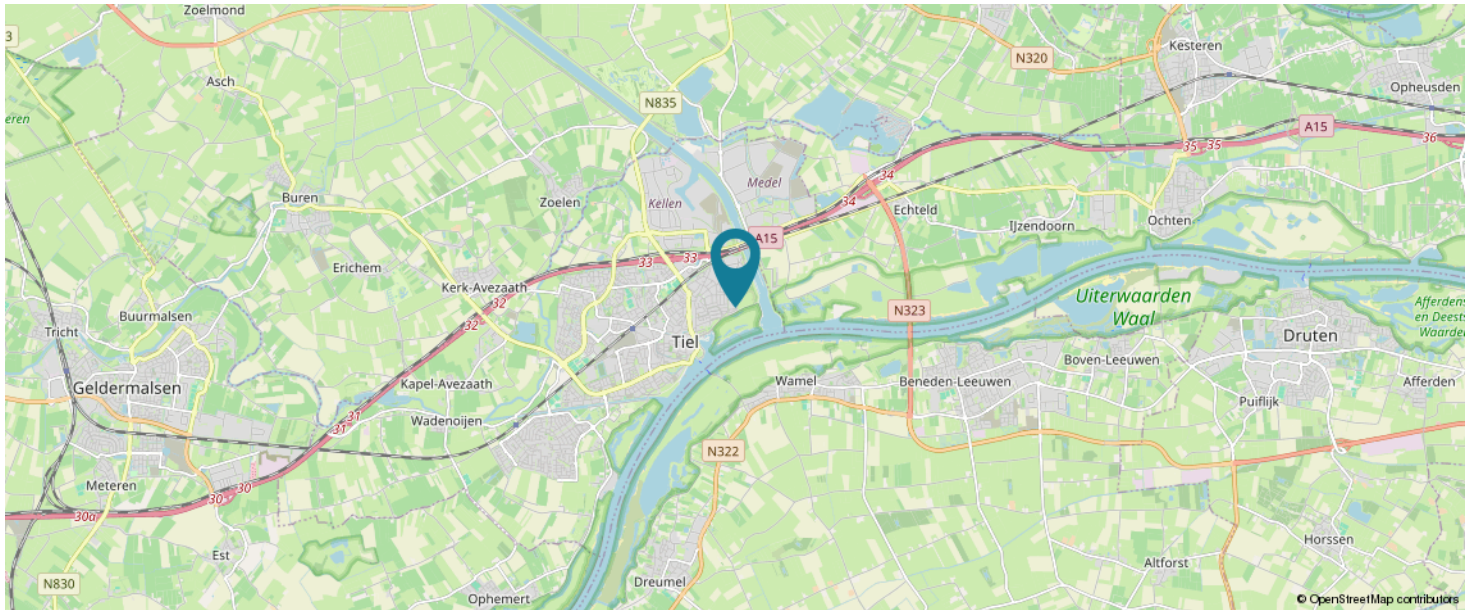 Zoelmond
3
Asch
N835
N320
Kesteren
Opheusden
A15
35
35
36
eren
Buren
Zoelen
Kellen
Medel
34
34
Echteld
IJzendoorn
Ochten
A15
Erichem
Kerk-Avezaath
33
33
32
32
Tricht
Buurmalsen
Tiel
N323
Uiterwaarden
Waal
Afferdens
en Deests
Waarden
Druten
Geldermalsen
Kapel-Avezaath
Wamel
Beneden-Leeuwen
Boven-Leeuwen
Afferden
Puiflijk
31
31
Wadenoijen
N322
Meteren
30
30
30a
Est
N830
Ophemert
Dreumel
Altforst
Horssen
© OpenStreetMap contributors